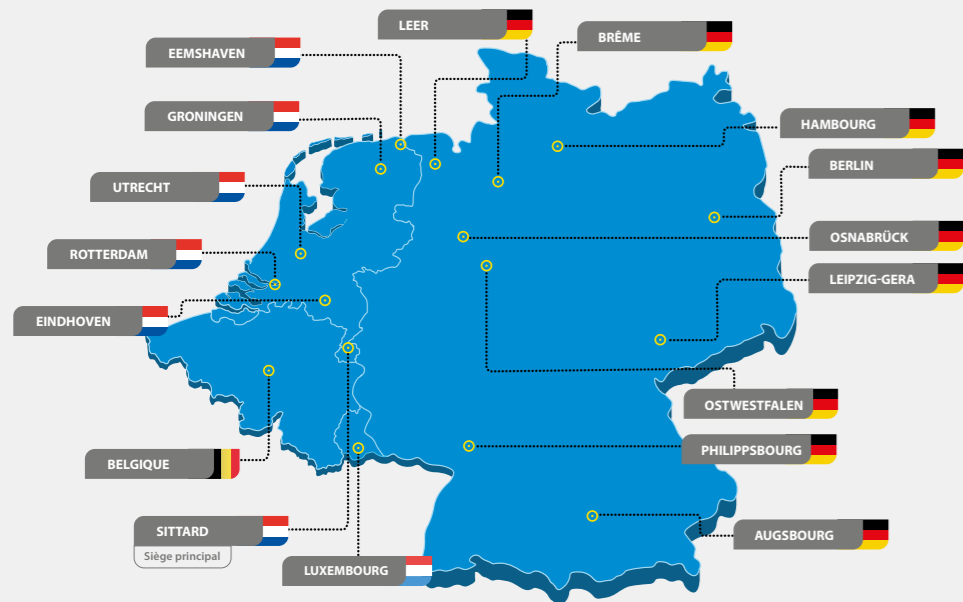 LEER
BRÊME
EEMSHAVEN
GRONINGEN
HAMBOURG
BERLIN
UTRECHT
OSNABRÜCK
ROTTERDAM
LEIPZIG-GERA
EINDHOVEN
OSTWESTFALEN
PHILIPPSBOURG
BELGIQUE
SITTARD
Siège principal
AUGSBOURG
LUXEMBOURG